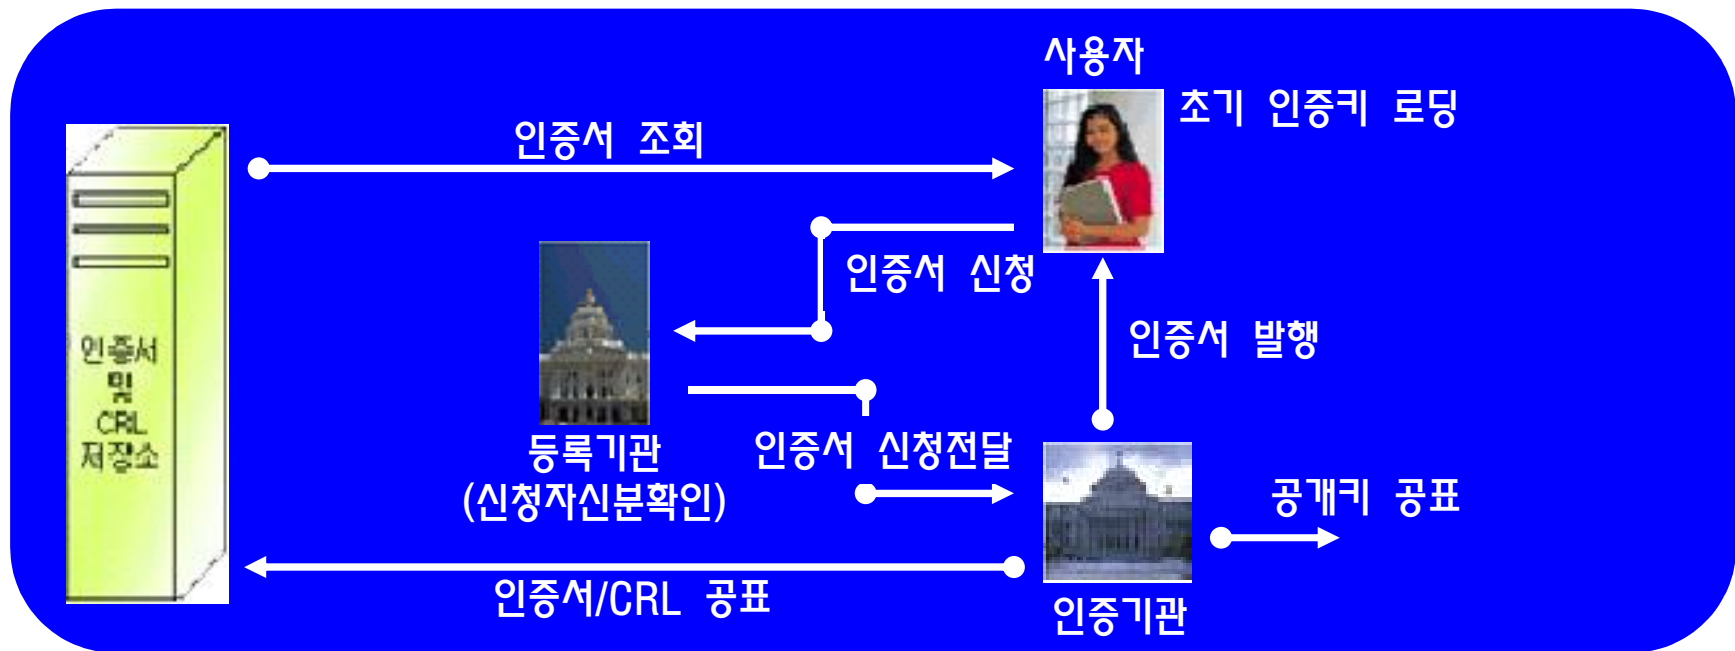 사용자
초기 인증키 로딩
인증서 조회
인증서 신청
인증서 발행
인증서
및
CRL
저장소
등록기관
(신청자신분확인)
인증서 신청전달
공개키 공표
인증서/CRL 공표
인증기관